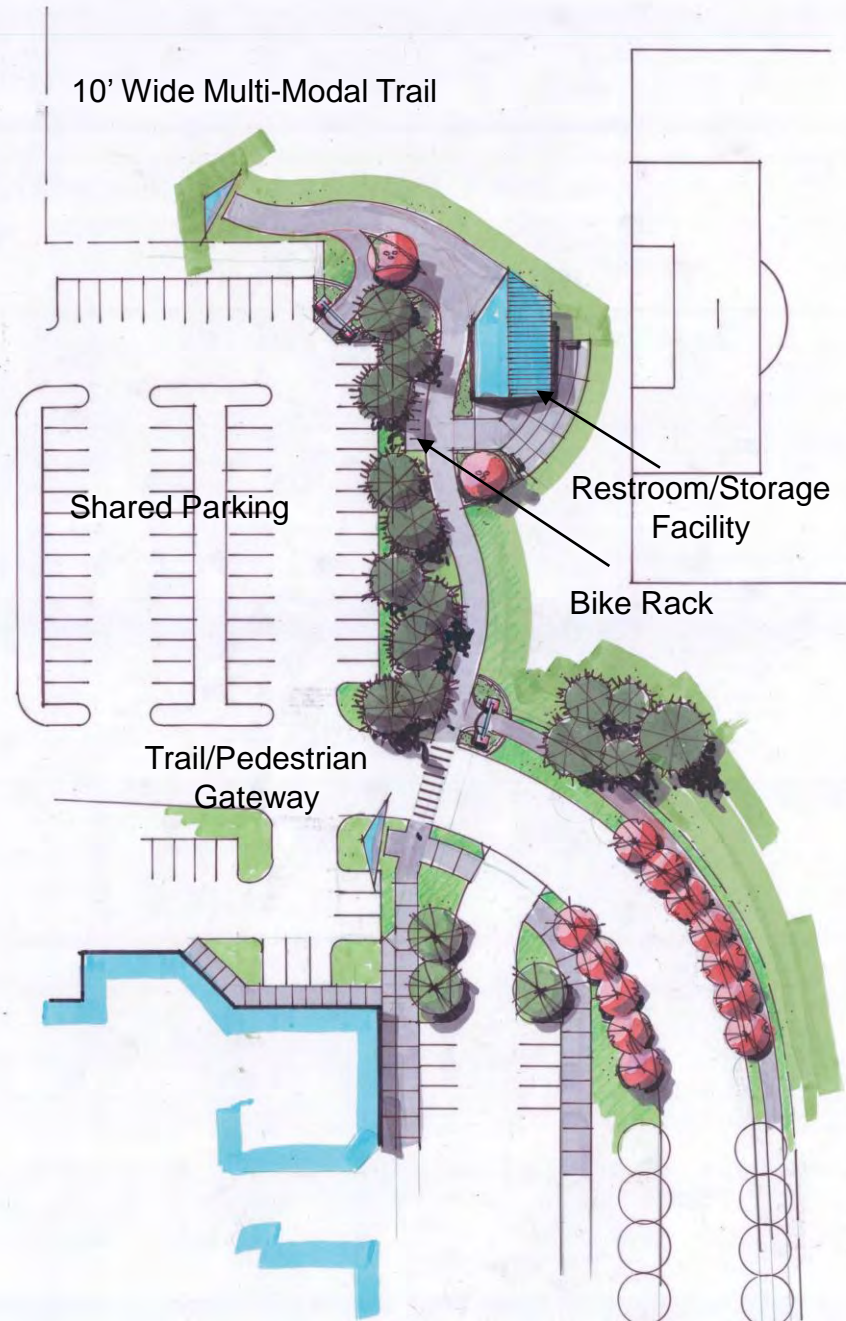 10’ Wide Multi-Modal Trail
Shared Parking
Restroom/Storage
Facility
Bike Rack
Trail/Pedestrian
Gateway